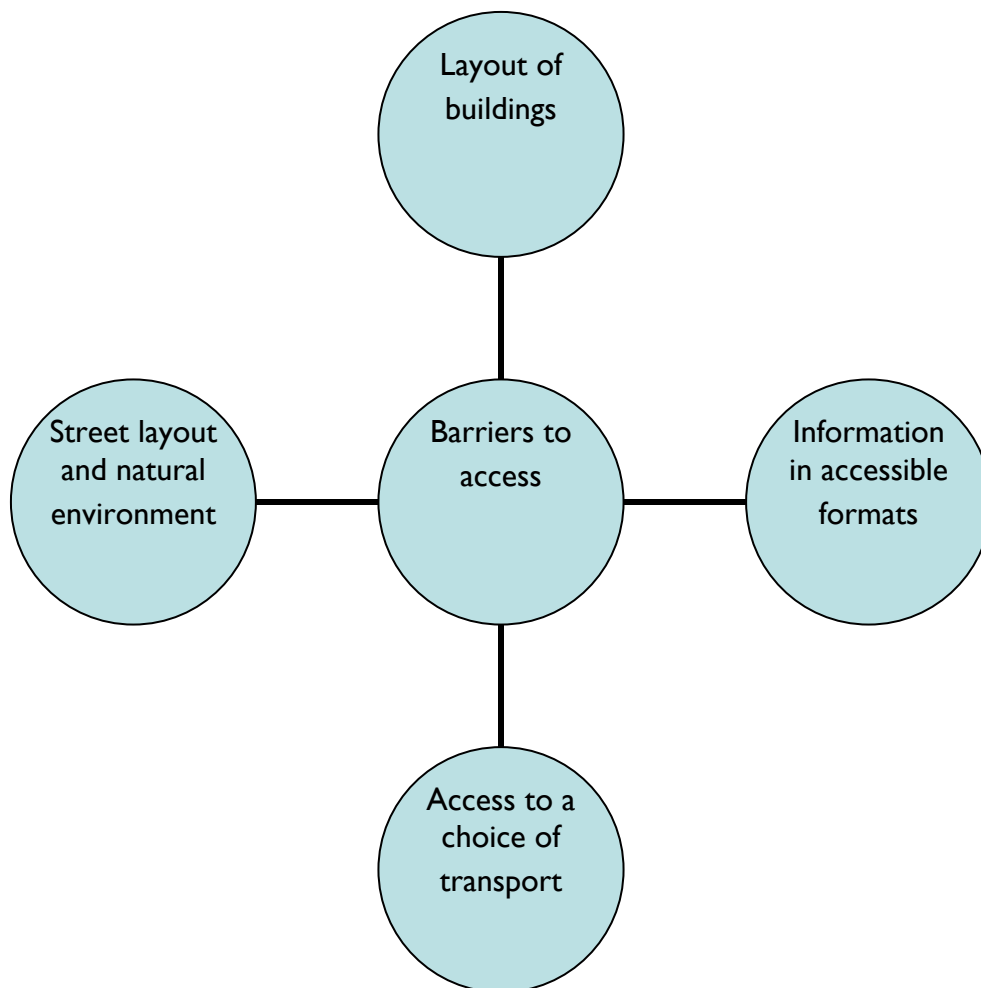 Layout of
buildings
Street layout
and natural
environment
Barriers to
access
Information
in accessible
formats
Access to a
choice of
transport